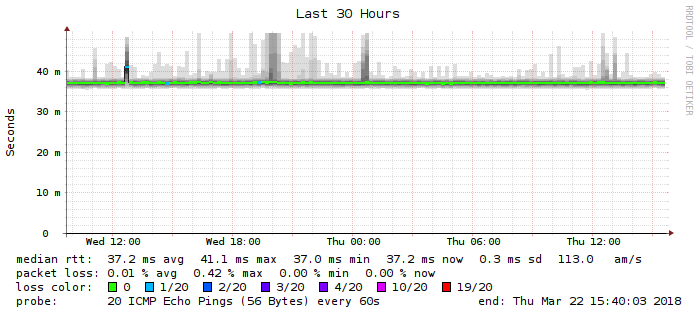 Last 30 Hours
RRDTOOL / TOBI OETIKER
Seconds
40 m
30 m
20 m
10 m
0
Wed 12:00 Wed 18:00 Thu 00:00 Thu 06:00 Thu 12:00
median rtt: 37.2 ms avg 41.1 ms max 37.0 ms min 37.2 ms now 0.3 ms sd 113.0 am/s
packet loss: 0.01 % avg 0.42 % max 0.00 % min 0.00 % now
loss color: 0 1/20 2/20 3/20 4/20 10/20 19/20
probe: 20 ICMP Echo Pings (56 Bytes) every 60s end: Thu Mar 22 15:40:03 2018